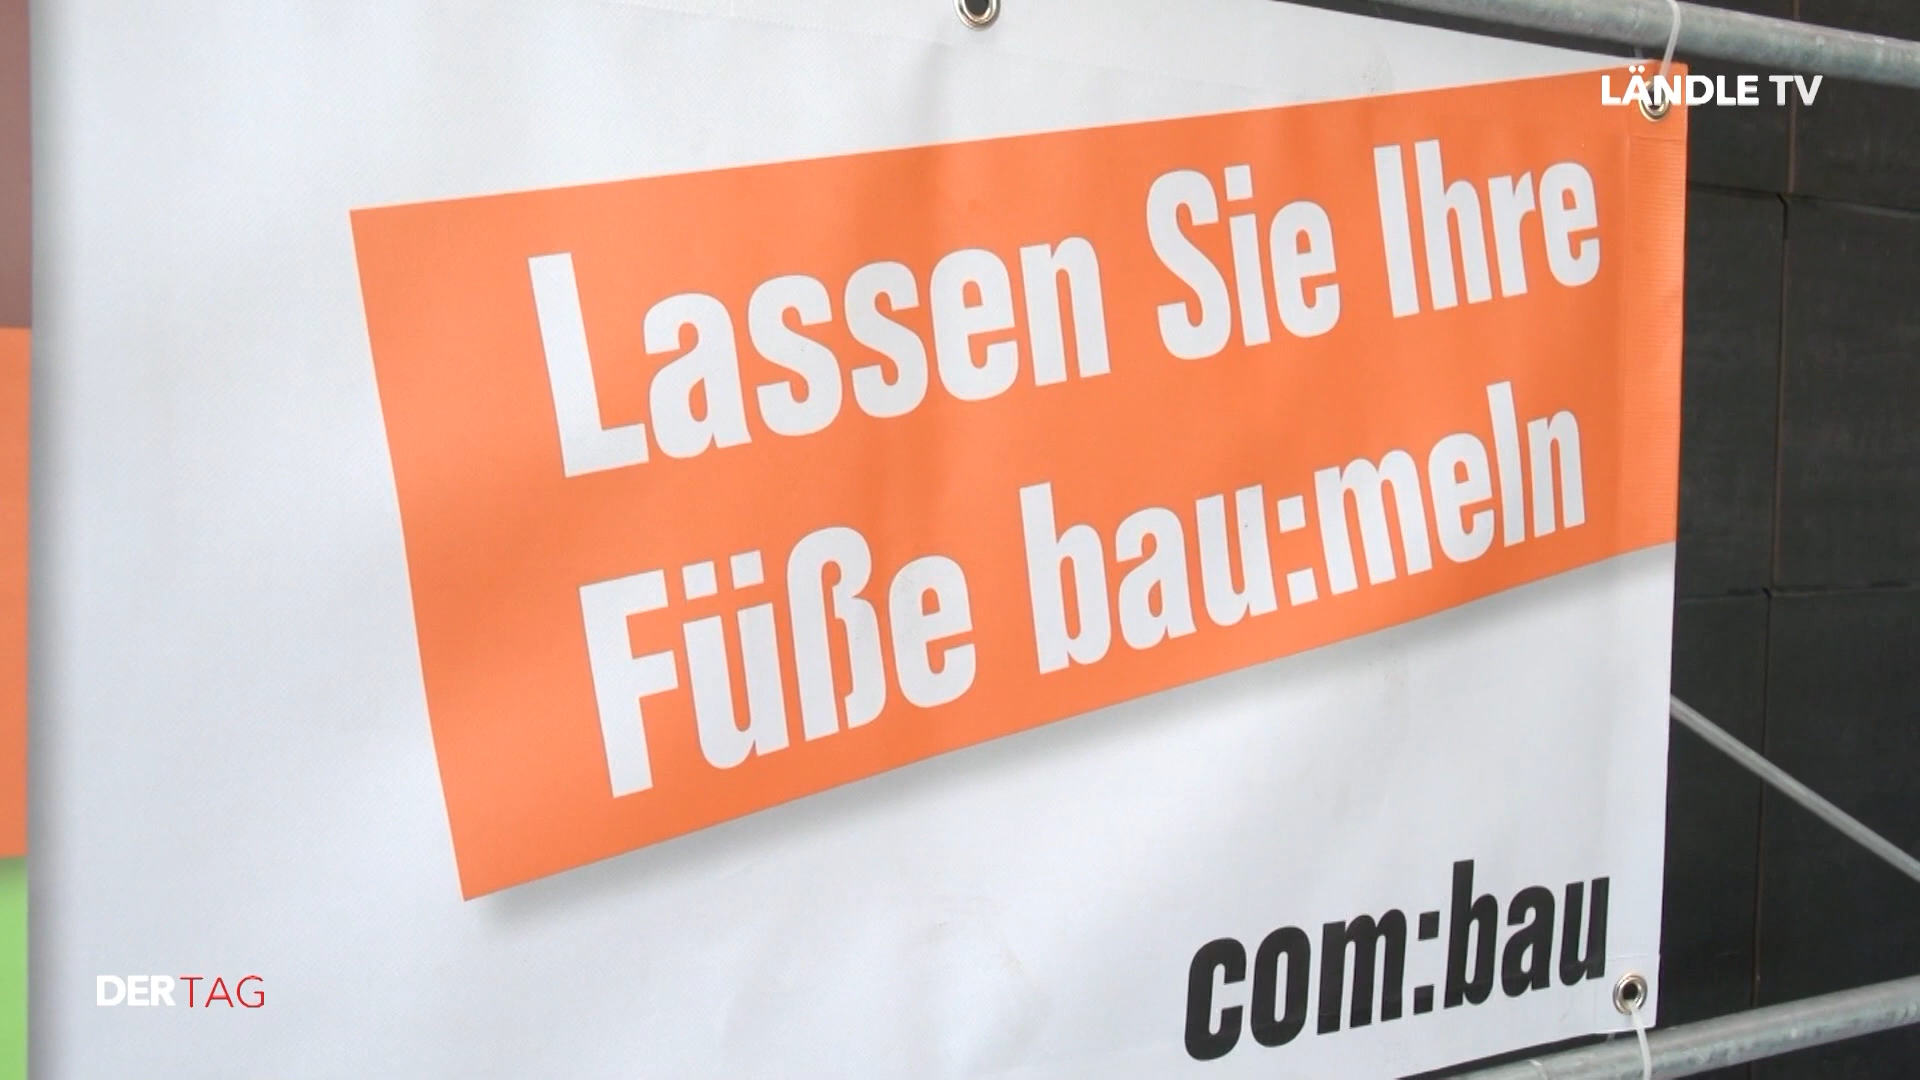 LÄNDLE TV
Lassen Sie Ihre
Füße bau:meln
com:bau
DERTAG